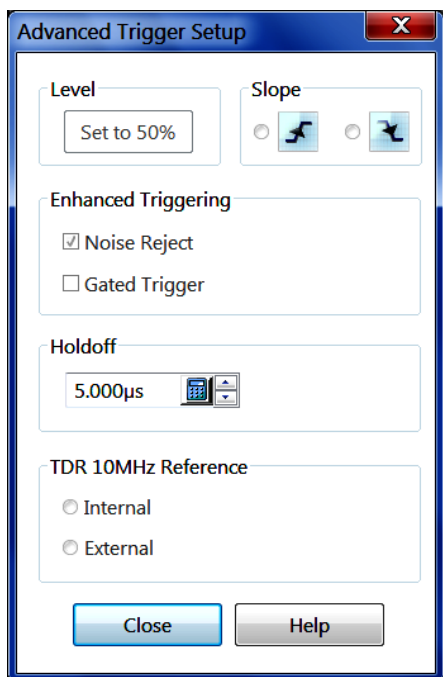 Advanced Trigger Setup
Level
Set to 50%
Slope
Enhanced Triggering
Noise Reject
Gated Trigger
Holdoff
5.000µs
TDR 10MHz Reference
Internal
External
Close
Help